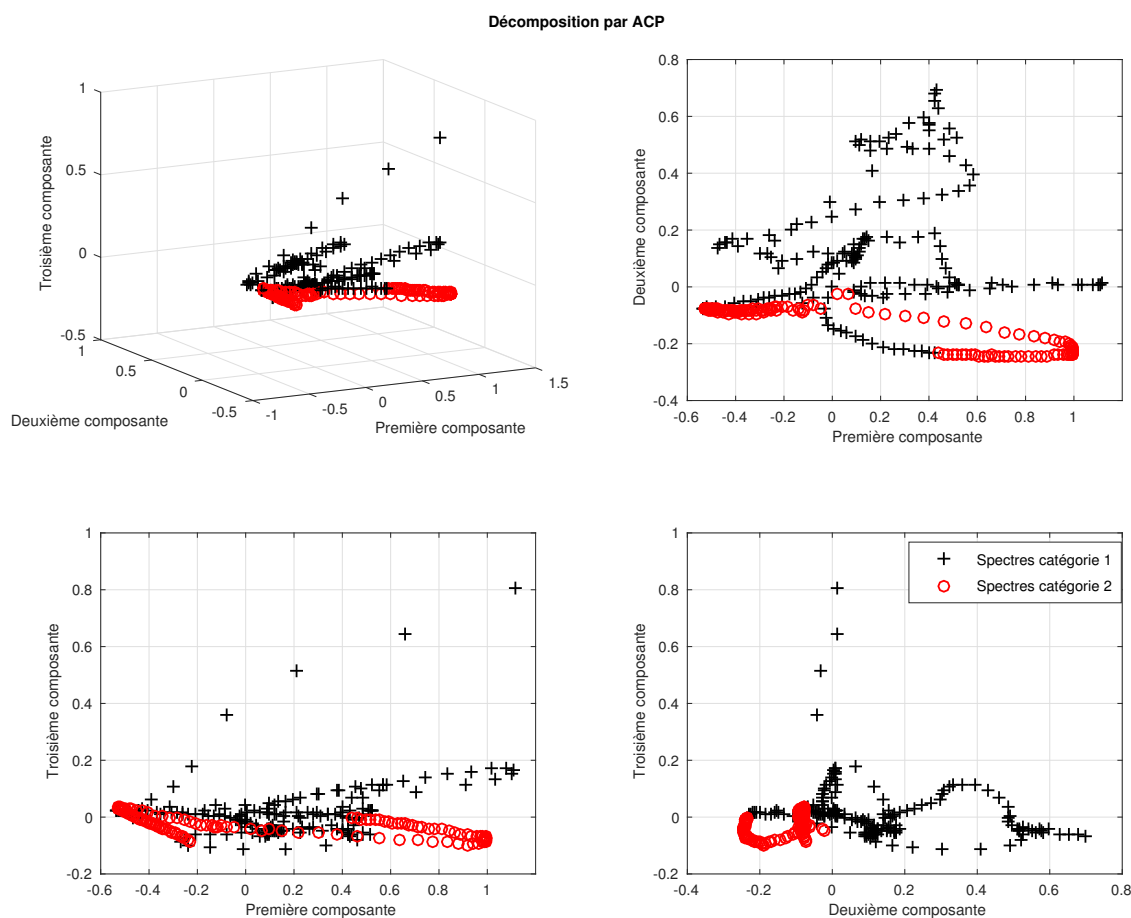 Décomposition par ACP
1
0.5
0
-0.5
Troisième composante
1
0.5
0
-0.5
Deuxième composante
-1
-0.5
0
0.5
1
1.5
Première composante
0.8
0.6
0.4
0.2
0
-0.2
-0.4
Deuxième composante
-0.6 -0.4 -0.2 0 0.2 0.4 0.6 0.8 1
Première composante
1
0.8
0.6
0.4
0.2
0
-0.2
Troisième composante
-0.6 -0.4 -0.2 0 0.2 0.4 0.6 0.8 1
Première composante
1
0.8
0.6
0.4
0.2
0
-0.2
Troisième composante
Spectres catégorie 1
Spectres catégorie 2
-0.4 -0.2 0 0.2 0.4 0.6 0.8
Deuxième composante